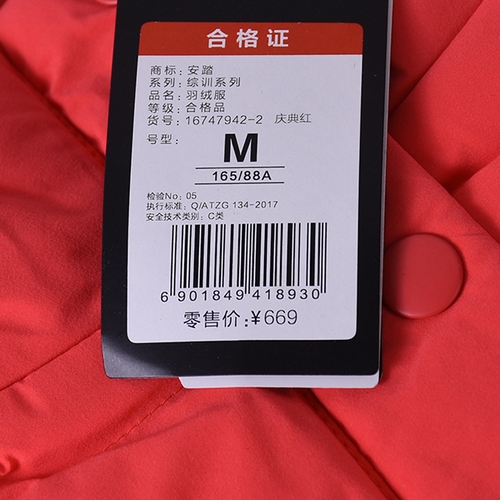 合格证
商标: 安踏
系列: 综训系列
品名: 羽绒服
等级: 合格品
货号: 16747942-2 庆典红
号型: M
165/88A
检验No: 05
执行标准: Q/ATZG 134-2017
安全技术类别: C类
6 901849 418930
零售价: ¥669